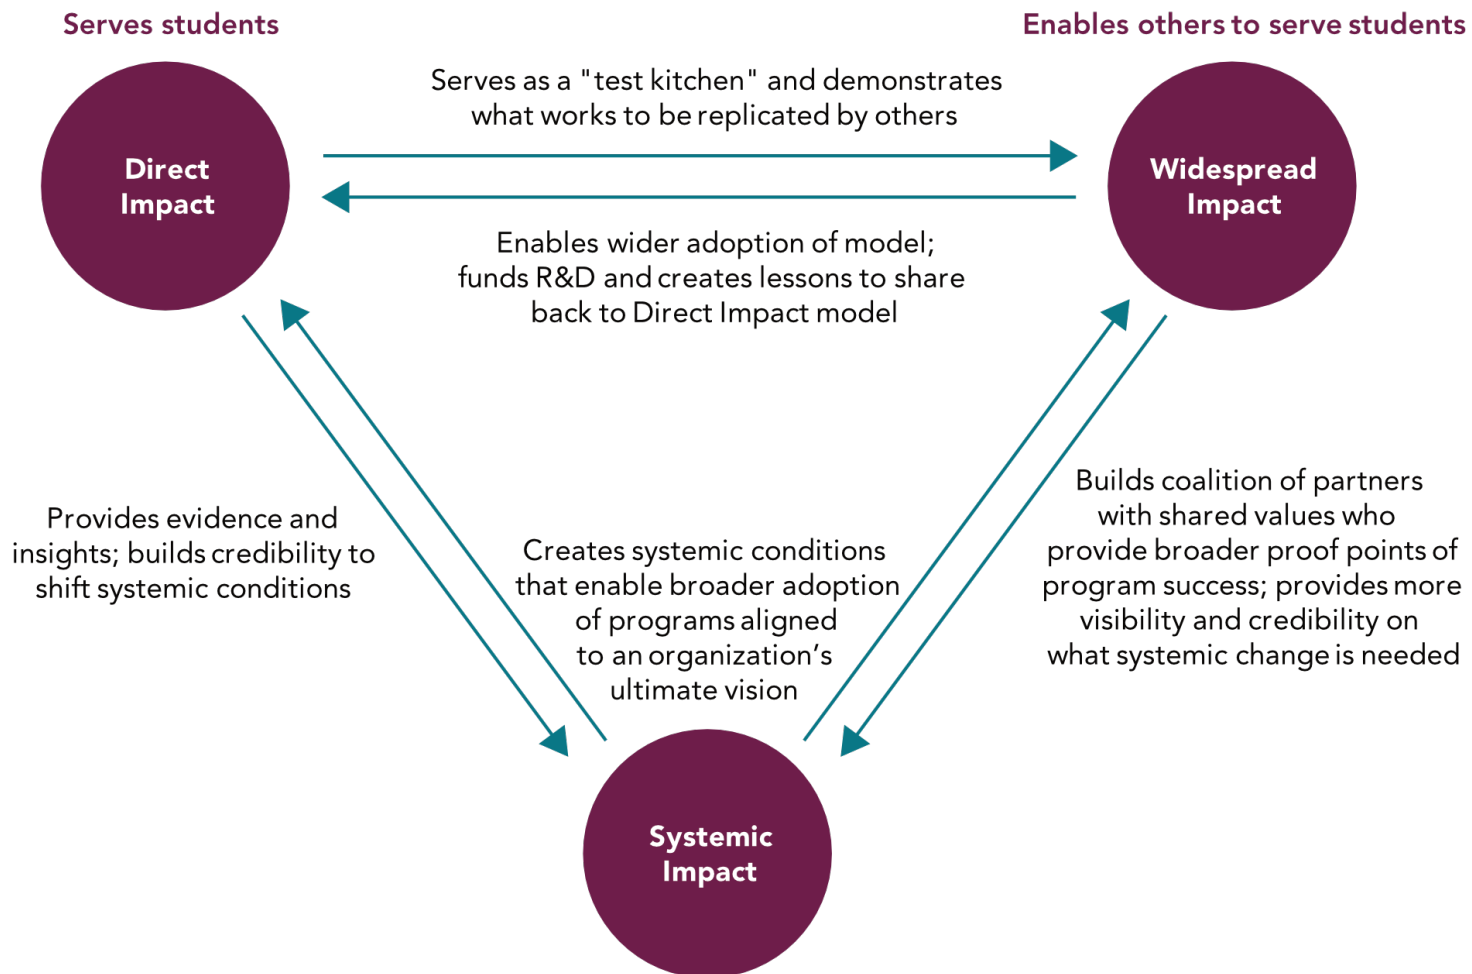 Serves students
Enables others to serve students
Serves as a "test kitchen" and demonstrates
what works to be replicated by others
Direct
Impact
Widespread
Impact
Enables wider adoption of model;
funds R&D and creates lessons to share
back to Direct Impact model
Provides evidence and
insights; builds credibility to
shift systemic conditions
Creates systemic conditions
that enable broader adoption
of programs aligned
to an organization’s
ultimate vision
Builds coalition of partners
with shared values who
provide broader proof points of
program success; provides more
visibility and credibility on
what systemic change is needed
Systemic
Impact